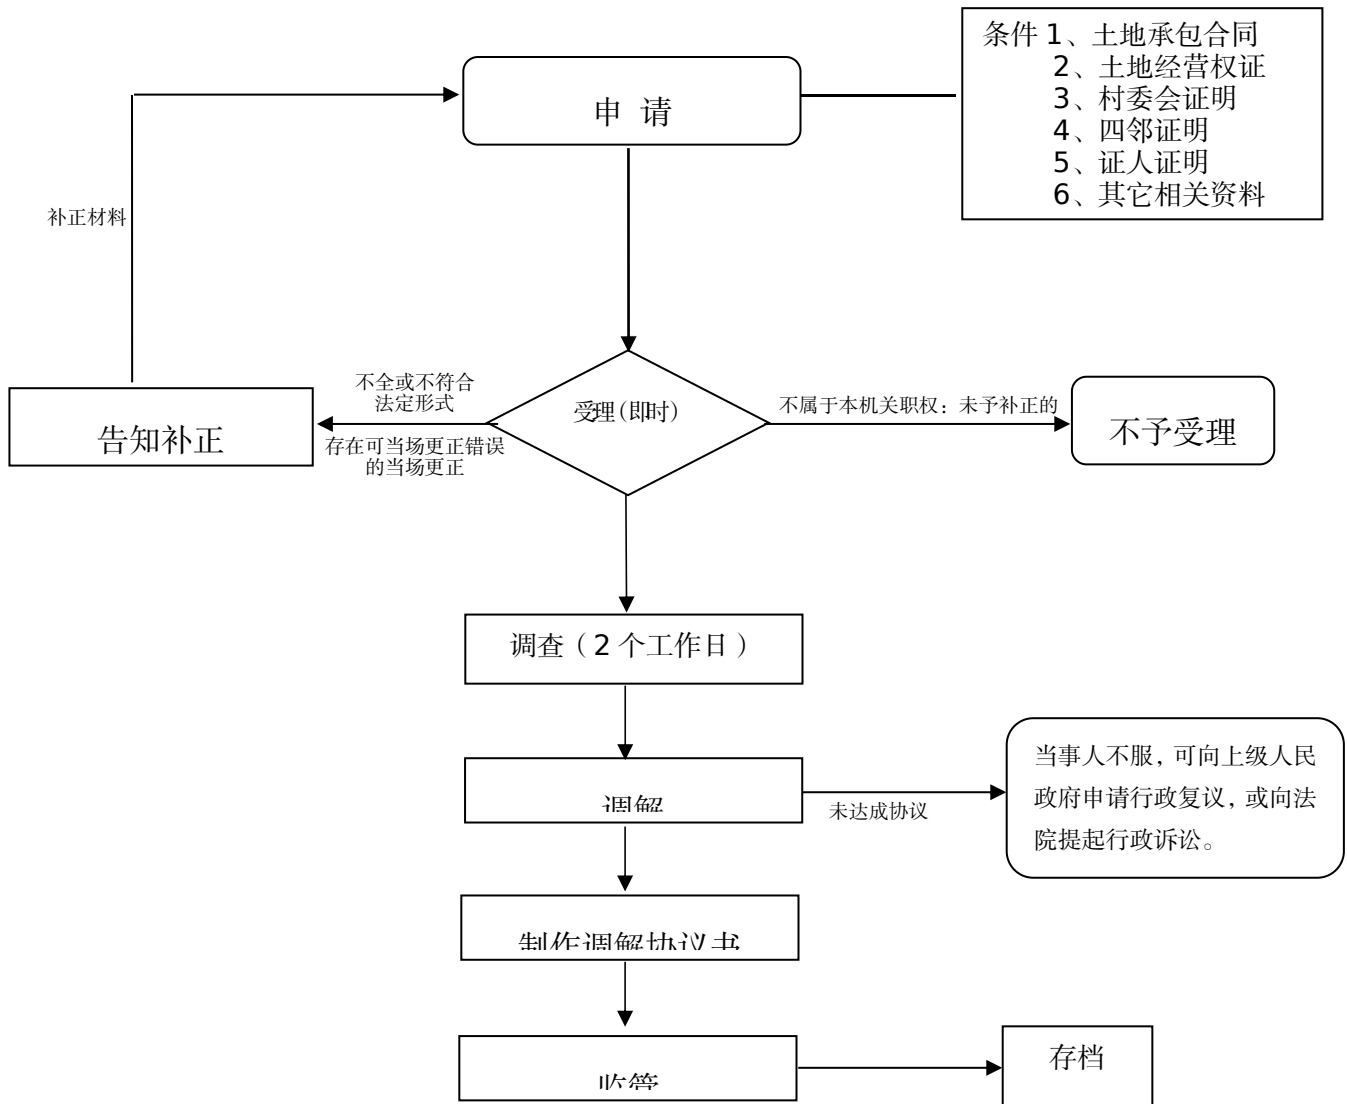 条件 1、土地承包合同
2、土地经营权证
3、村委会证明
4、四邻证明
5、证人证明
6、其它相关资料
申 请
补正材料
不全或不符合
法定形式
受理（即时）
不属于本机关职权：未予补正的
告知补正
存在可当场更正错误
的当场更正
不予受理
调查（2 个工作日）
当事人不服，可向上级人民
政府申请行政复议，或向法
院提起行政诉讼。
调解
未达成协议
制作调解协议书
监管
存档